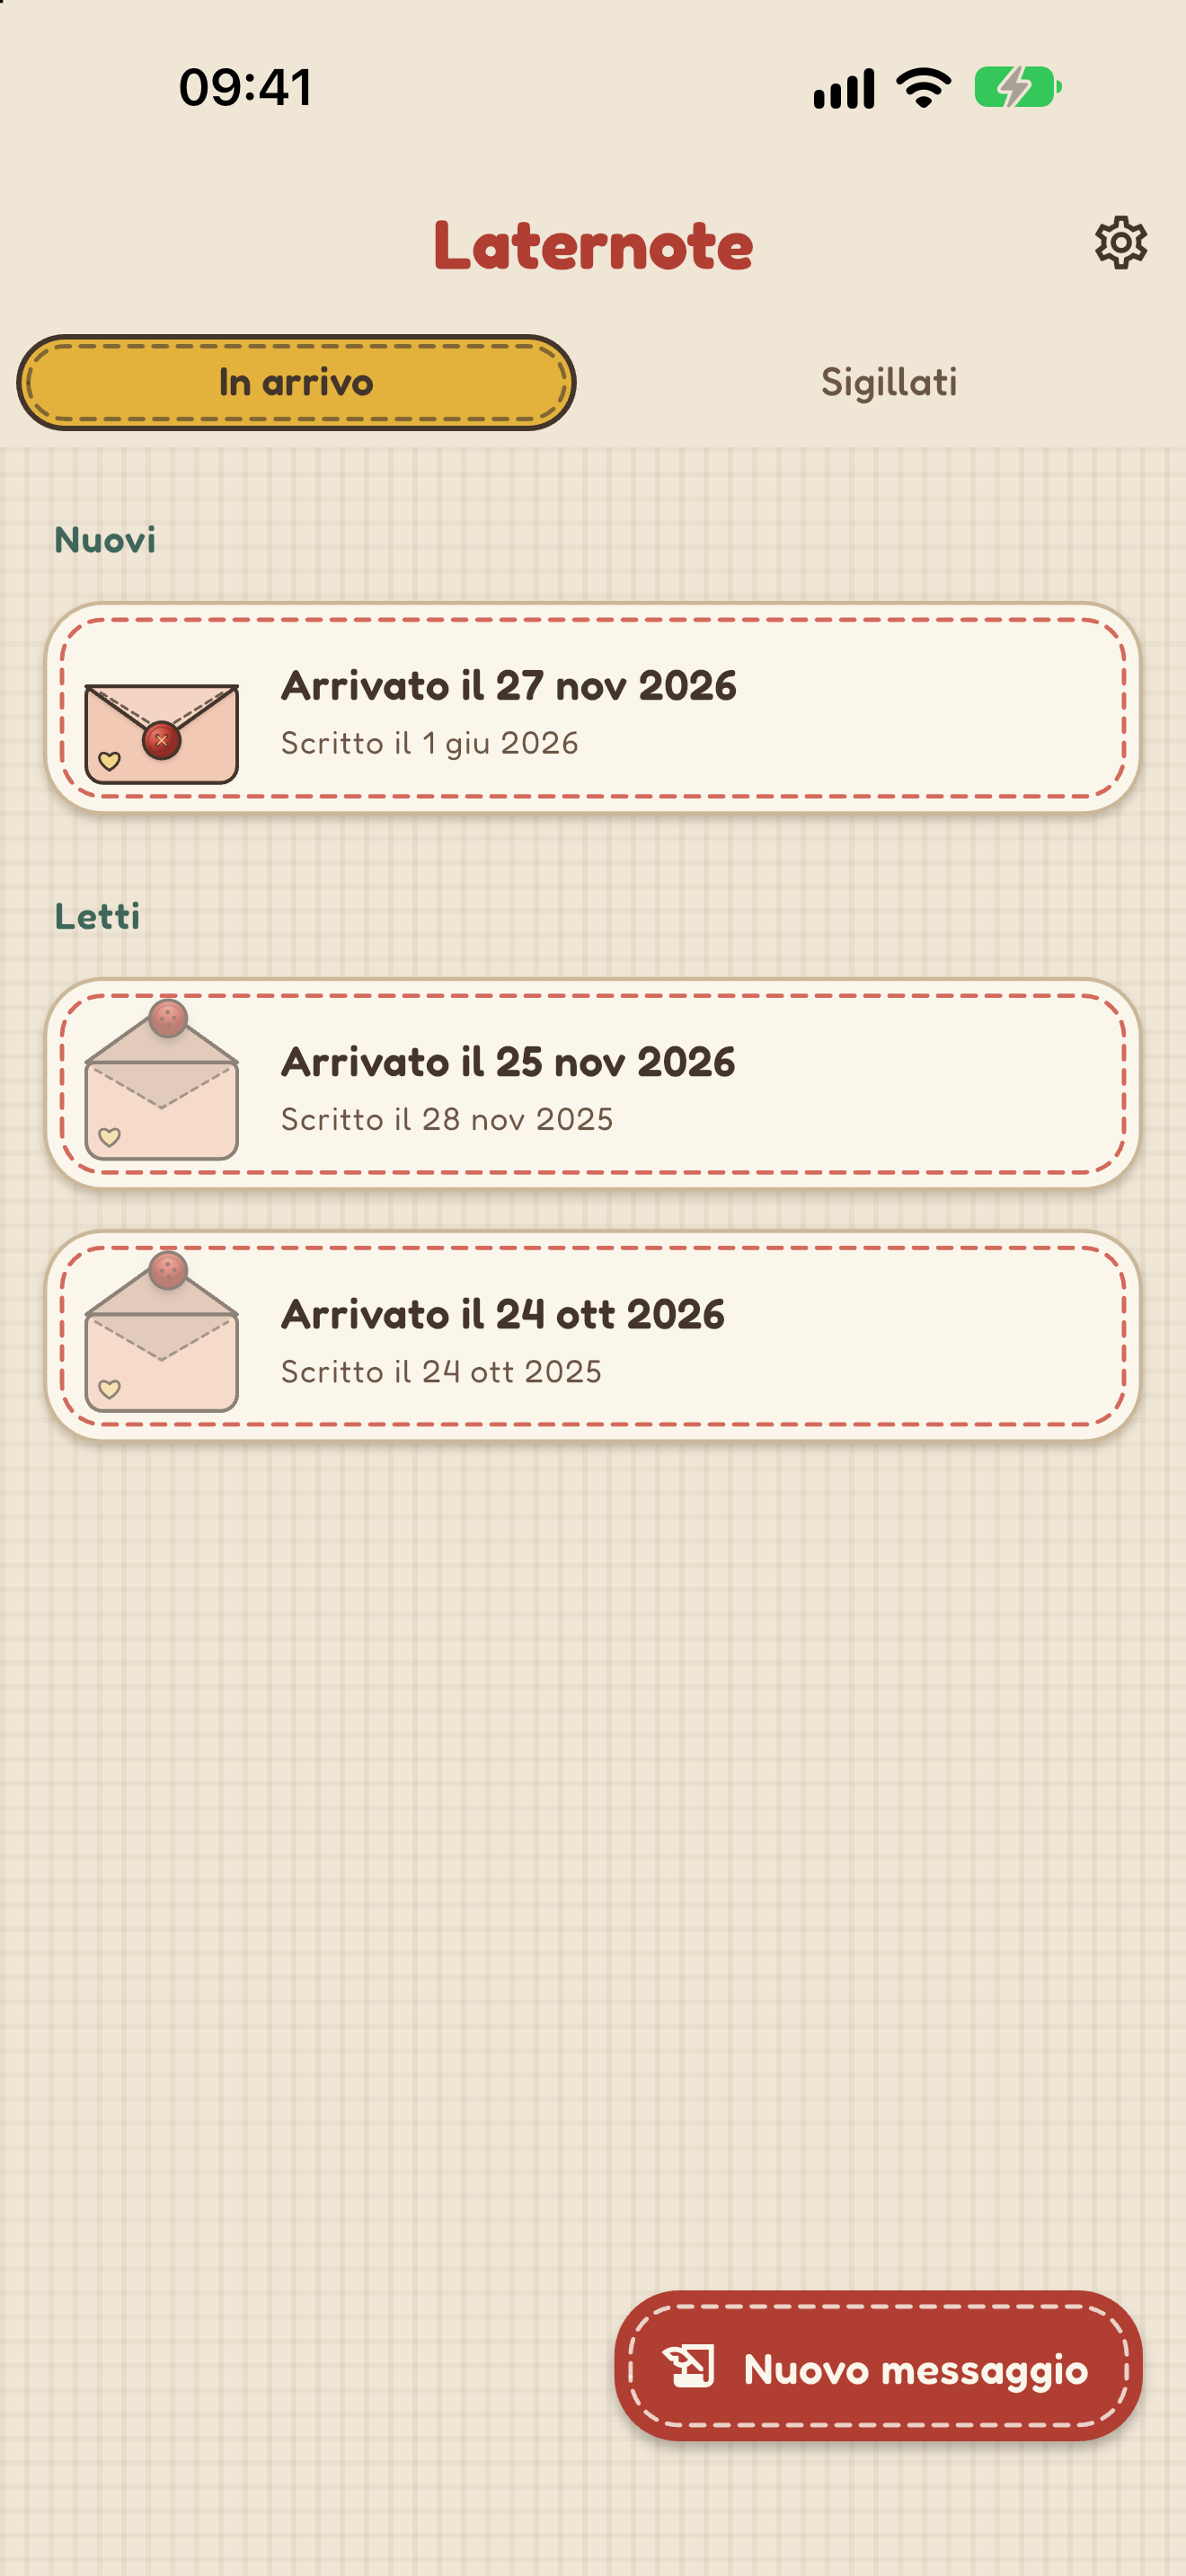 09:41
Laternote
In arrivo
Sigillati
Nuovi
Arrivato il 27 nov 2026
Scritto il 1 giu 2026
Letti
Arrivato il 25 nov 2026
Scritto il 28 nov 2025
Arrivato il 24 ott 2026
Scritto il 24 ott 2025
Nuovo messaggio